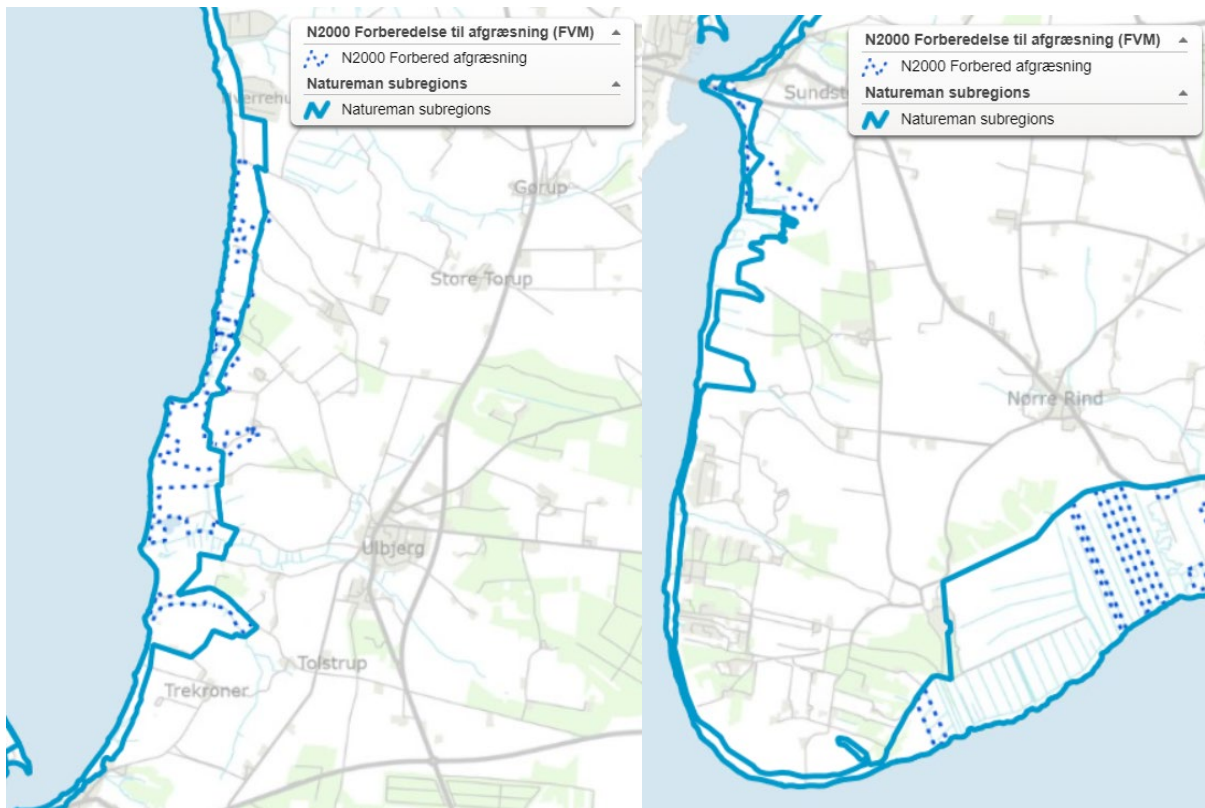 N2000 Forberedelse til afgræsning (FVM)
N2000 Forbered afgræsning
Natureman subregions
Natureman subregions
Gørup
Store Torup
Ulbjerg
Tolstrup
Trekroner
N2000 Forberedelse til afgræsning (FVM)
N2000 Forbered afgræsning
Natureman subregions
Natureman subregions
Nørre Rind